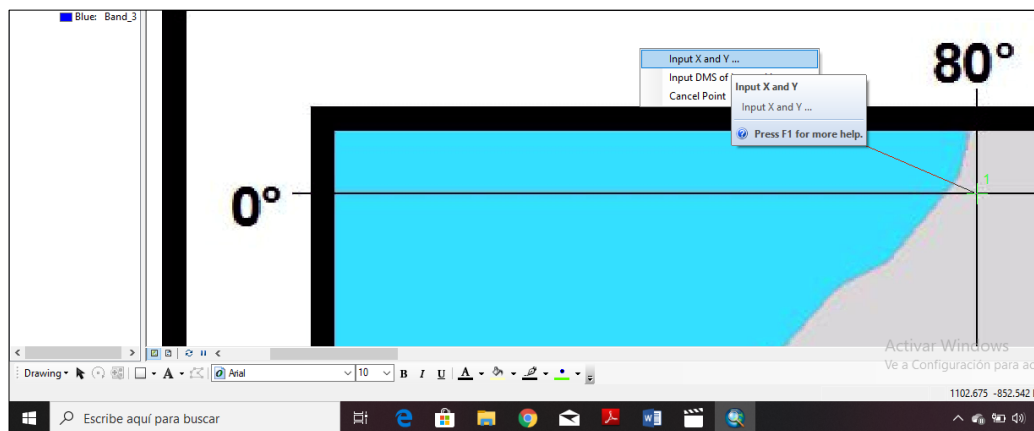 Blue: Band_3
Input X and Y ...
Input DMS of
Cancel Point
Input X and Y
Input X and Y ...
Press F1 for more help.
80°
1
0°
Activar Windows
Ve a Configuración para ac
Drawing
A
Arial
10
B I U A
1102.675 -852.542
Escribe aquí para buscar